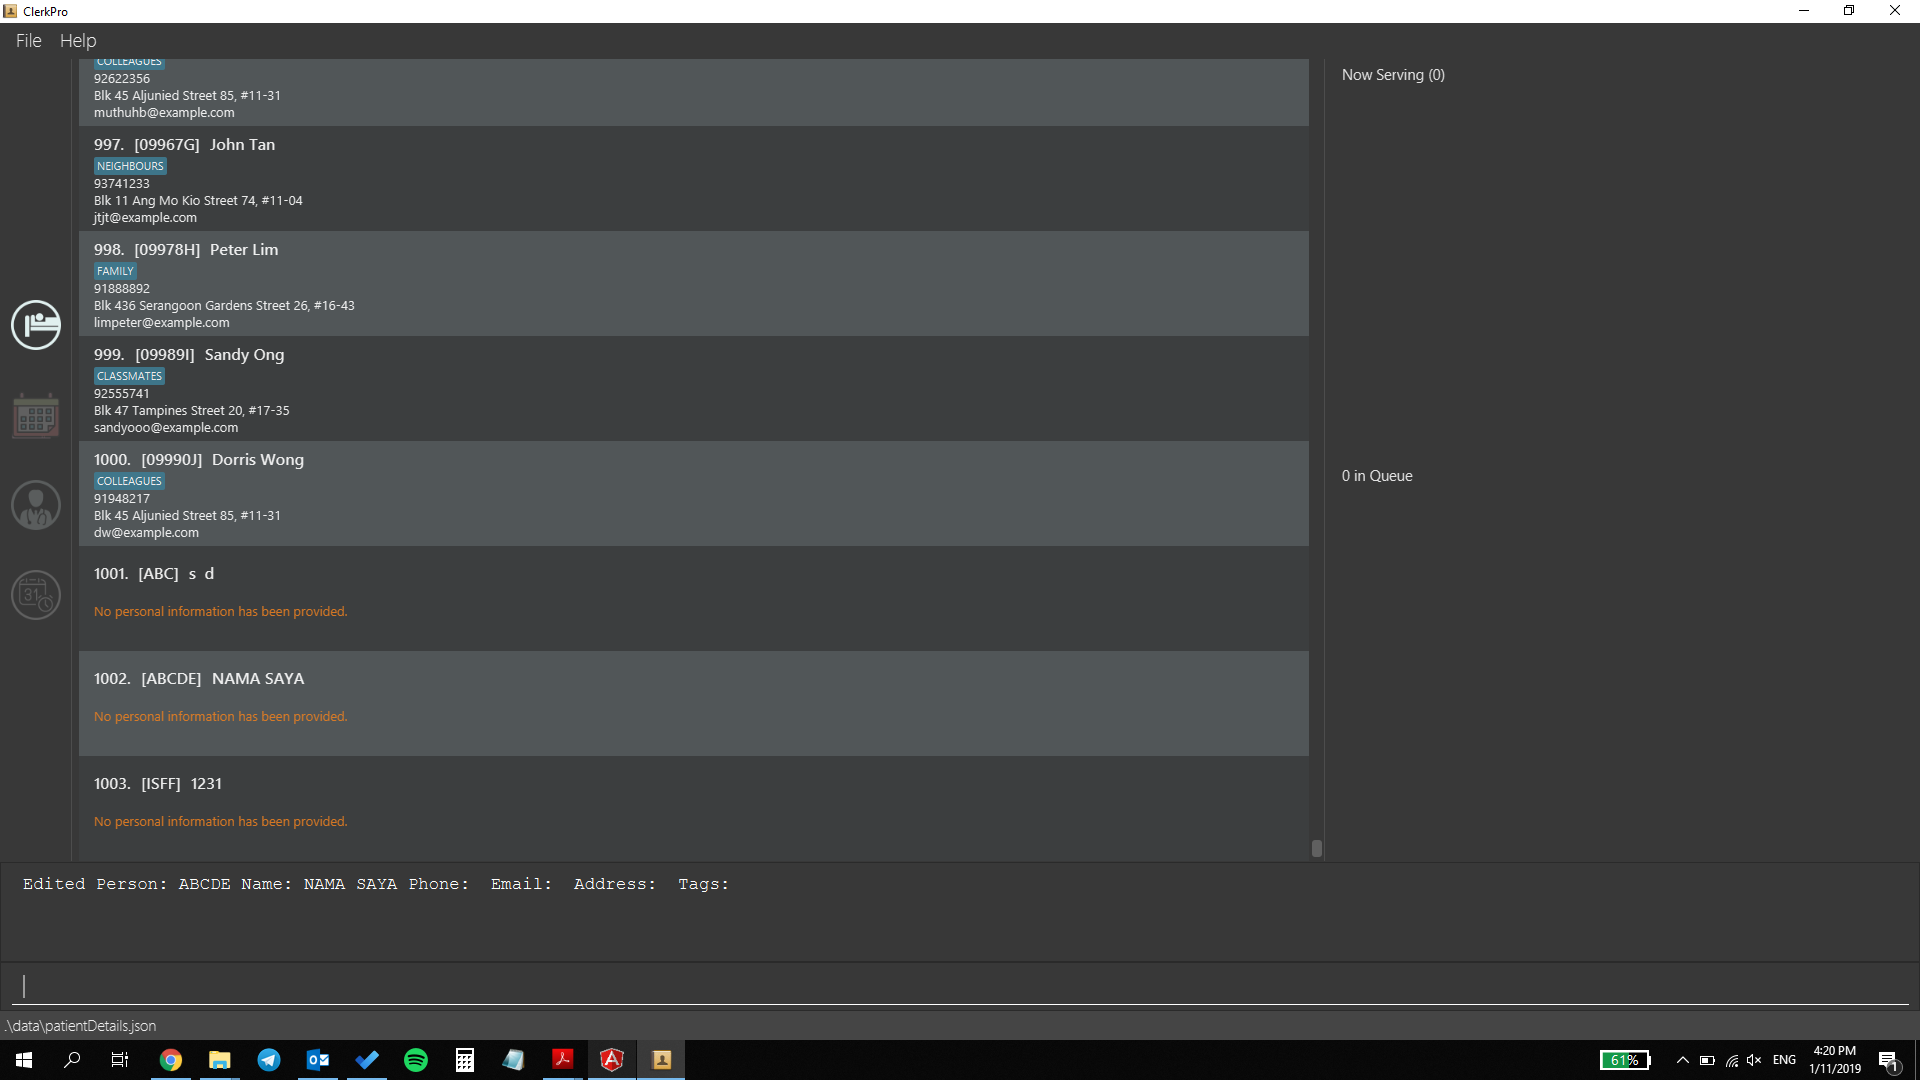 ClerkPro
File Help
COLLEAGUES
92622356
Blk 45 Aljunied Street 85, #11-31
muthuhb@example.com
997. [09967G] John Tan
NEIGHBOURS
93741233
Blk 11 Ang Mo Kio Street 74, #11-04
jtjt@example.com
998. [09978H] Peter Lim
FAMILY
91888892
Blk 436 Serangoon Gardens Street 26, #16-43
limpeter@example.com
999. [09989I] Sandy Ong
CLASSMATES
92555741
Blk 47 Tampines Street 20, #17-35
sandyooo@example.com
1000. [09990J] Dorris Wong
COLLEAGUES
91948217
Blk 45 Aljunied Street 85, #11-31
dw@example.com
1001. [ABC] s d
No personal information has been provided.
1002. [ABCDE] NAMA SAYA
No personal information has been provided.
1003. [ISFF] 1231
No personal information has been provided.
Now Serving (0)
0 in Queue
31
Edited Person: ABCDE Name: NAMA SAYA Phone: Email: Address: Tags:
.\data\patientDetails.json
61%
ENG
4:20 PM
1/11/2019
1